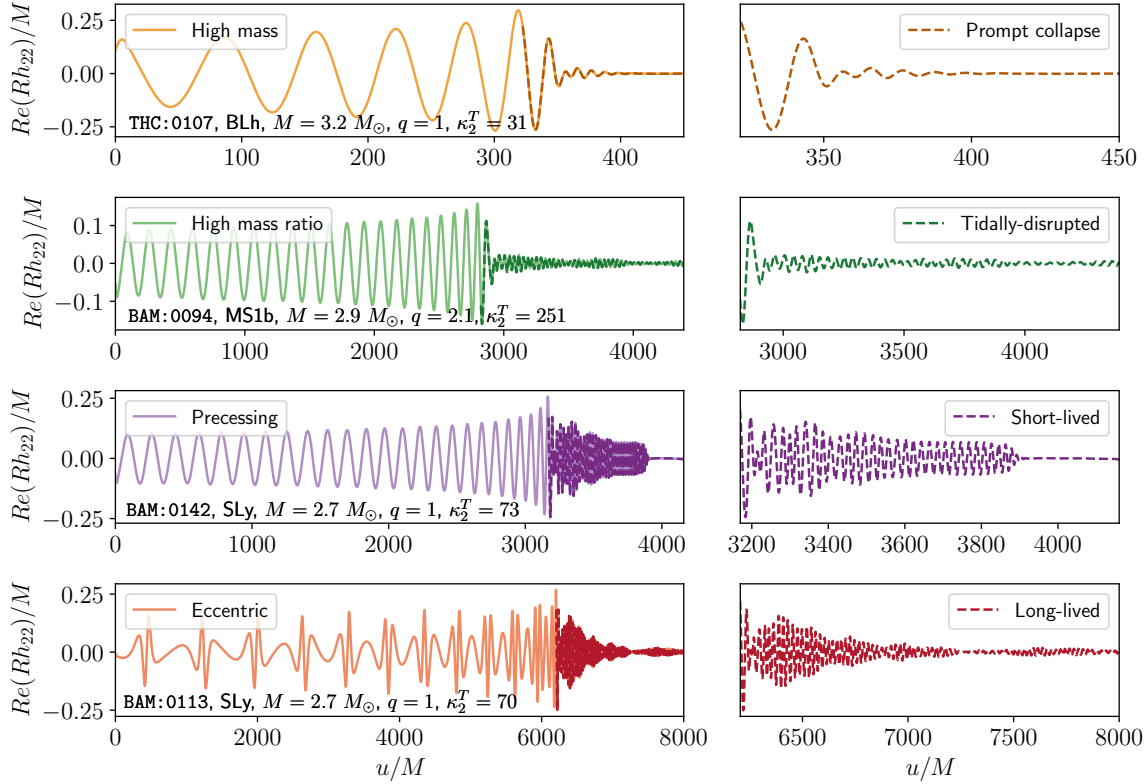 Re(Rh₂₂)/M
0.25
0.00
−0.25
High mass
THC:0107, BLh, M = 3.2 M⊙, q = 1, κ₂ᵀ = 31
0 100 200 300 400
Prompt collapse
350 400 450
Re(Rh₂₂)/M
0.1
0.0
−0.1
High mass ratio
BAM:0094, MS1b, M = 2.9 M⊙, q = 2.1, κ₂ᵀ = 251
0 1000 2000 3000 4000
Tidally-disrupted
3000 3500 4000
Re(Rh₂₂)/M
0.25
0.00
−0.25
Precessing
BAM:0142, SLy, M = 2.7 M⊙, q = 1, κ₂ᵀ = 73
0 1000 2000 3000 4000
Short-lived
3200 3400 3600 3800 4000
Re(Rh₂₂)/M
0.25
0.00
−0.25
Eccentric
BAM:0113, SLy, M = 2.7 M⊙, q = 1, κ₂ᵀ = 70
0 2000 4000 6000 8000
u/M
Long-lived
6500 7000 7500 8000
u/M